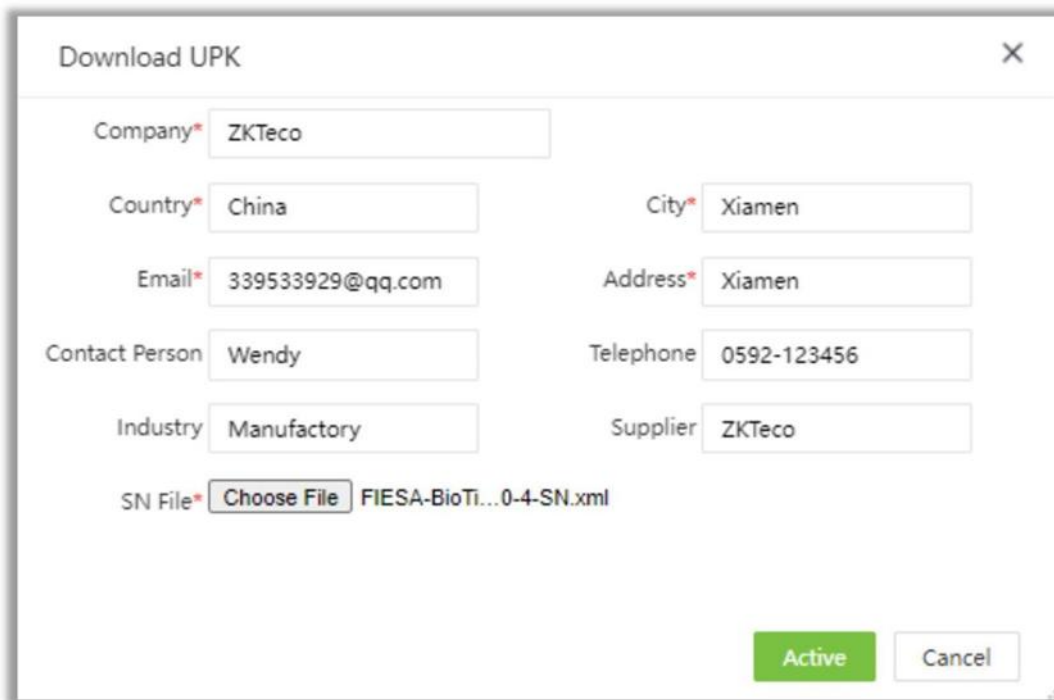 Download UPK
Company* ZKTeco
Country* China City* Xiamen
Email* 339533929@qq.com Address* Xiamen
Contact Person Wendy Telephone 0592-123456
Industry Manufactory Supplier ZKTeco
SN File* Choose File FIESA-BioTi...0-4-SN.xml
Active Cancel